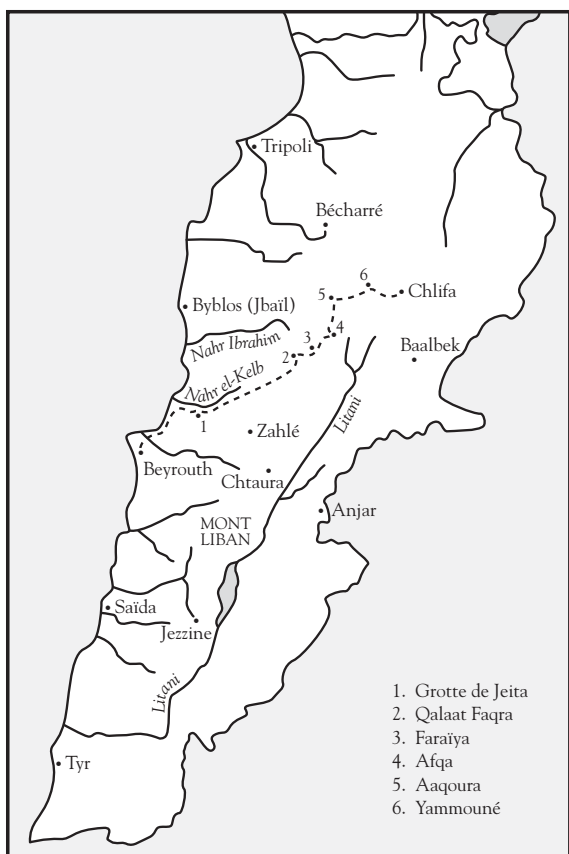 Tripoli
Bécharré
6
5
Chlifa
Byblos (Jbaïl)
Nahr Ibrahim
4
3
2
Baalbek
Nahr el-Kelb
1
Litani
Zahlé
Beyrouth
Chtaura
Anjar
MONT
LIBAN
Saïda
Jezzine
Litani
Tyr
1. Grotte de Jeita
2. Qalaat Faqra
3. Faraïya
4. Afqa
5. Aaqoura
6. Yammouné